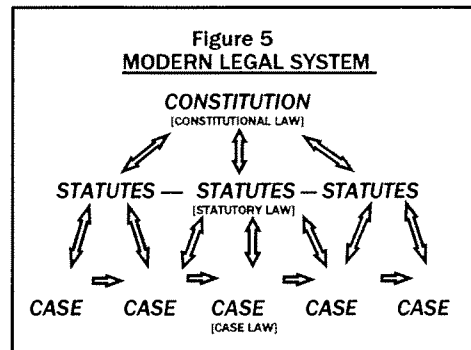 Figure 5
MODERN LEGAL SYSTEM
CONSTITUTION
[CONSTITUTIONAL LAW]
STATUTES — STATUTES – STATUTES
[STATUTORY LAW]
CASE CASE CASE CASE CASE
[CASE LAW]